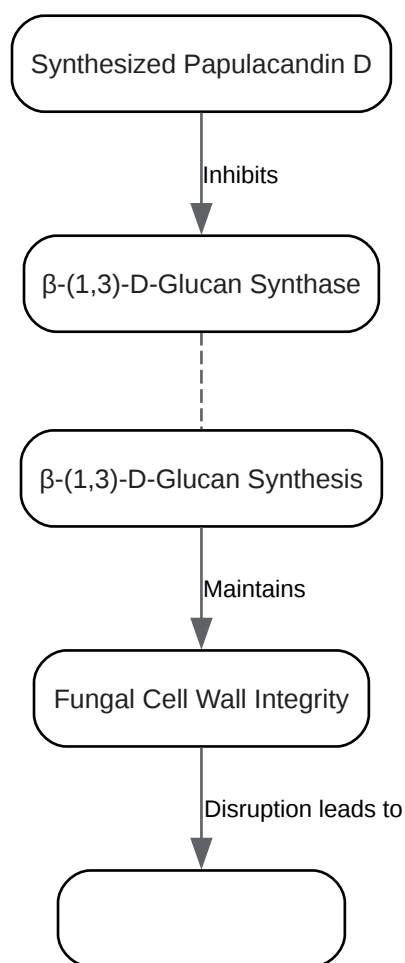 Synthesized Papulacandin D
Inhibits
β-(1,3)-D-Glucan Synthase
β-(1,3)-D-Glucan Synthesis
Maintains
Fungal Cell Wall Integrity
Disruption leads to